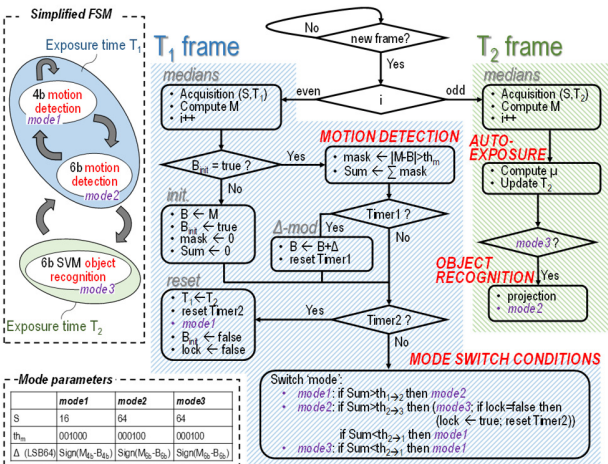 Simplified FSM
Exposure time T1
4b motion
detection
mode1
6b motion
detection
mode2
6b SVM object
recognition
mode3
Exposure time T2
T1 frame
T2 frame
No
new frame?
Yes
even
i
odd
medians
• Acquisition (S,T1)
• Compute M
• i++
medians
• Acquisition (S,T2)
• Compute M
• i++
MOTION DETECTION
Binit = true ?
Yes
No
• mask ← |M-B|>thm
• Sum ← ∑ mask
init.
• B ← M
• Binit ← true
• mask ← 0
• Sum ← 0
Timer1 ?
Yes
No
Δ-mod
• B ← B+Δ
• reset Timer1
AUTO-
EXPOSURE
• Compute μ
• Update T2
mode3?
Yes
OBJECT
RECOGNITION
• projection
• mode2
reset
• T1←T2
• reset Timer2
• mode1
• Binit ← false
• lock ← false
Yes
Timer2 ?
No
MODE SWITCH CONDITIONS
Switch 'mode':
• mode1: if Sum>th1→2 then mode2
• mode2: if Sum>th2→3 then (mode3; if lock=false then
(lock ← true; reset Timer2))
if Sum<th2→1 then mode1
• mode3: if Sum<th2→1 then mode1
Mode parameters
mode1 mode2 mode3
S 16 64 64
thm 001000 000100 000100
Δ (LSB64) Sign(M4b-B4b) Sign(M6b-B6b) Sign(M6b-B6b)